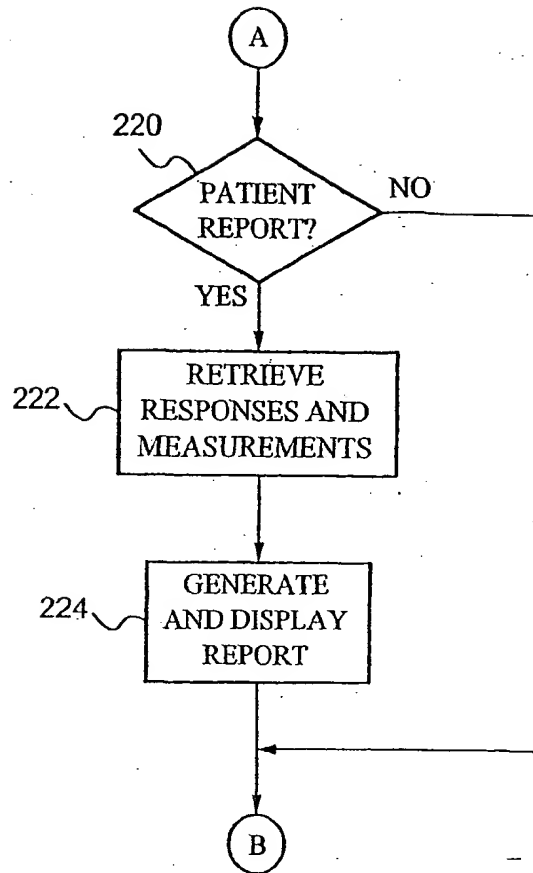 A
220
PATIENT
REPORT?
NO
YES
222
RETRIEVE
RESPONSES AND
MEASUREMENTS
224
GENERATE
AND DISPLAY
REPORT
B